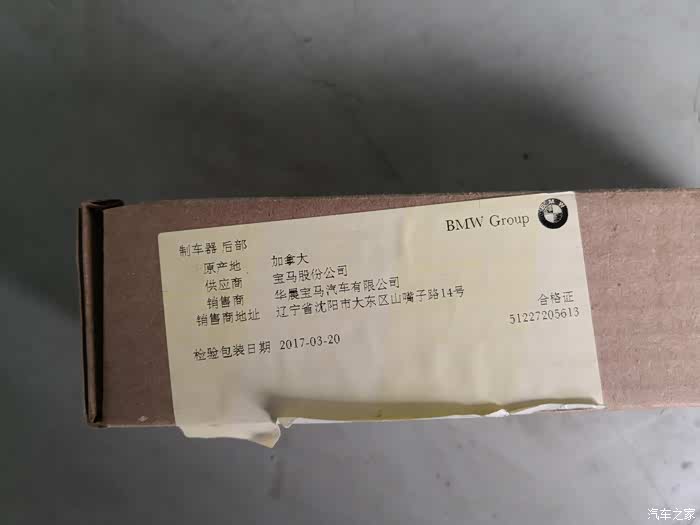 BMW Group
制车器 后部
原产地 加拿大
供应商 宝马股份公司
销售商 华晨宝马汽车有限公司
销售商地址 辽宁省沈阳市大东区山嘴子路14号
合格证
51227205613
检验包装日期 2017-03-20
汽车之家